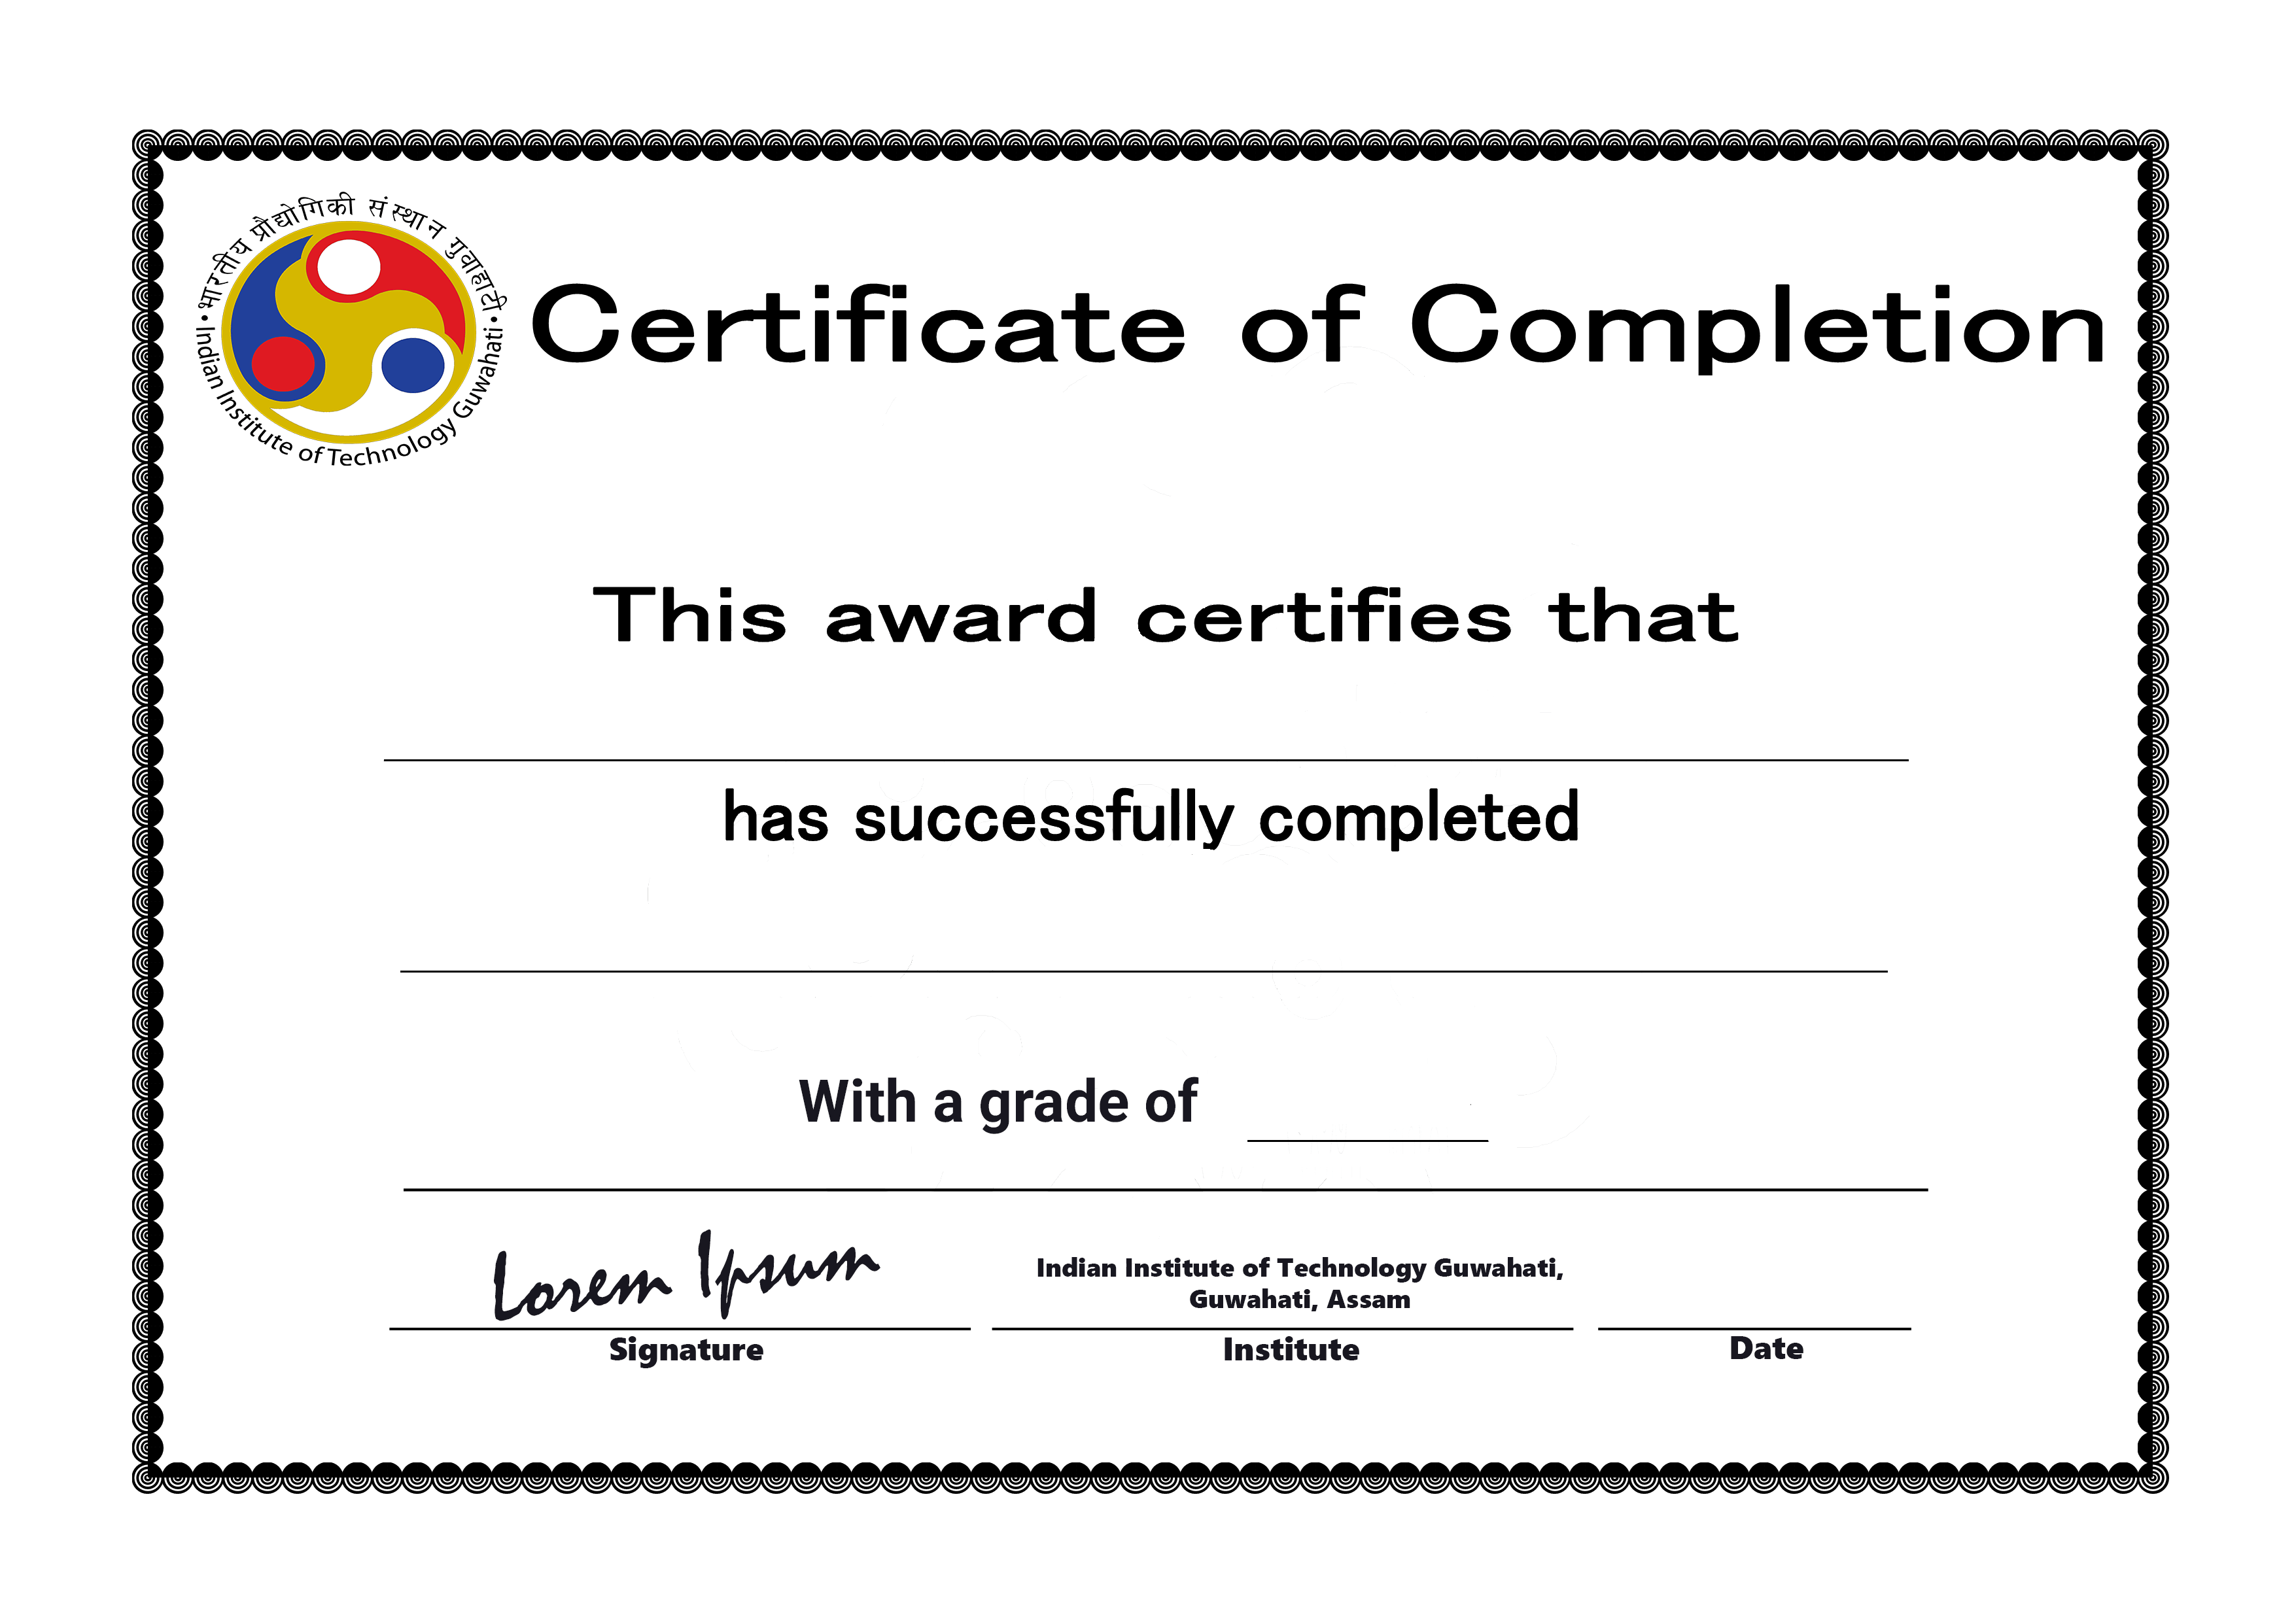 • भारतीय प्रौद्योगिकी संस्थान गुवाहाटी •
Indian Institute of Technology Guwahati
Certificate of Completion
This award certifies that
has successfully completed
With a grade of
Lorem Ipsum
Indian Institute of Technology Guwahati,
Guwahati, Assam
Signature
Institute
Date